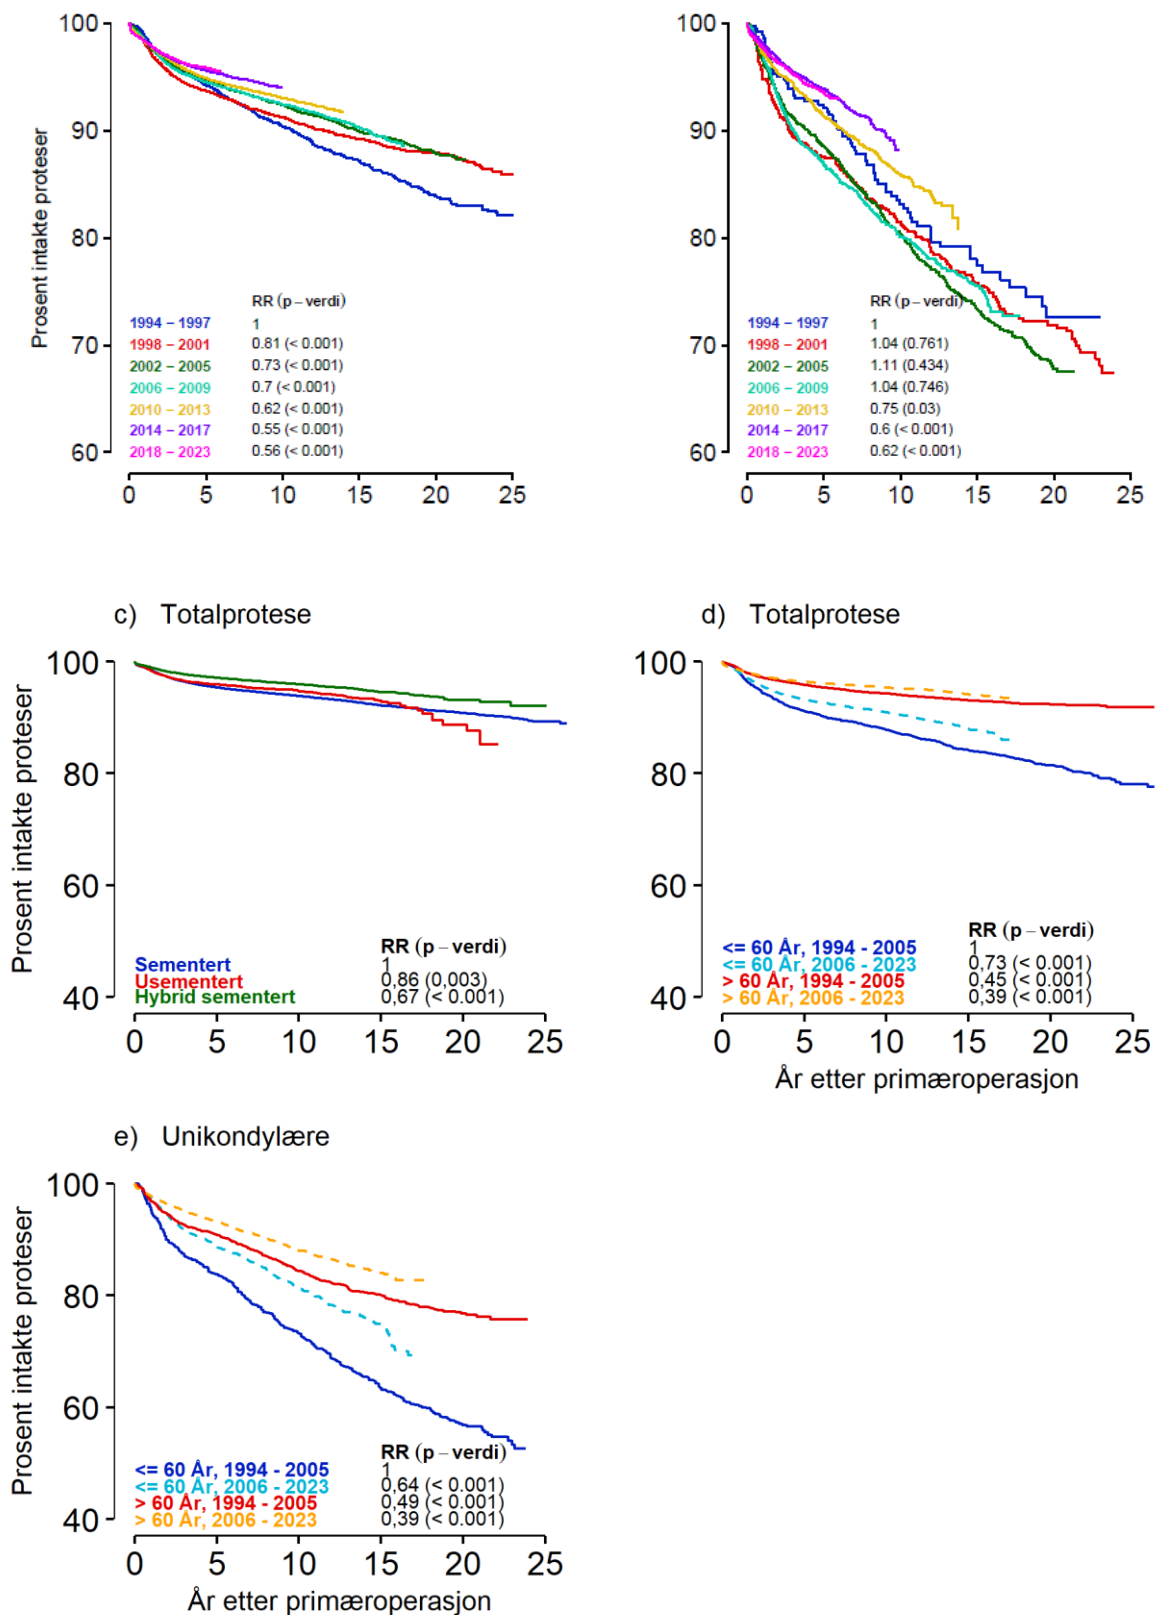 100
90
80
70
60
Prosent intakte proteser
RR (p – verdi)
1994 – 1997 1
1998 – 2001 0.81 (< 0.001)
2002 – 2005 0.73 (< 0.001)
2006 – 2009 0.7 (< 0.001)
2010 – 2013 0.62 (< 0.001)
2014 – 2017 0.55 (< 0.001)
2018 – 2023 0.56 (< 0.001)
0 5 10 15 20 25
100
90
80
70
60
RR (p – verdi)
1994 – 1997 1
1998 – 2001 1.04 (0.761)
2002 – 2005 1.11 (0.434)
2006 – 2009 1.04 (0.746)
2010 – 2013 0.75 (0.03)
2014 – 2017 0.6 (< 0.001)
2018 – 2023 0.62 (< 0.001)
0 5 10 15 20 25
c) Totalprotese
100
80
60
40
Prosent intakte proteser
RR (p – verdi)
Sementert 1
Usementert 0,86 (0,003)
Hybrid sementert 0,67 (< 0.001)
0 5 10 15 20 25
d) Totalprotese
100
80
60
40
RR (p – verdi)
<= 60 År, 1994 - 2005 1
<= 60 År, 2006 - 2023 0,73 (< 0.001)
> 60 År, 1994 - 2005 0,45 (< 0.001)
> 60 År, 2006 - 2023 0,39 (< 0.001)
0 5 10 15 20 25
År etter primæroperasjon
e) Unikondylære
100
80
60
40
Prosent intakte proteser
RR (p – verdi)
<= 60 År, 1994 - 2005 1
<= 60 År, 2006 - 2023 0,64 (< 0.001)
> 60 År, 1994 - 2005 0,49 (< 0.001)
> 60 År, 2006 - 2023 0,39 (< 0.001)
0 5 10 15 20 25
År etter primæroperasjon